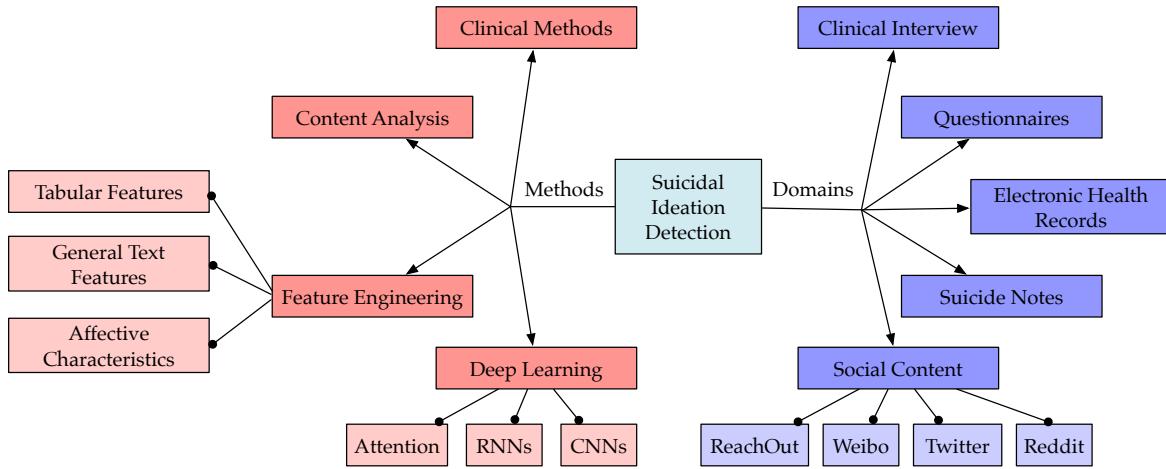 Clinical Methods
Clinical Interview
Content Analysis
Questionnaires
Tabular Features
Methods
Suicidal
Ideation
Detection
Domains
Electronic Health
Records
General Text
Features
Feature Engineering
Suicide Notes
Affective
Characteristics
Deep Learning
Social Content
Attention
RNNs
CNNs
ReachOut
Weibo
Twitter
Reddit